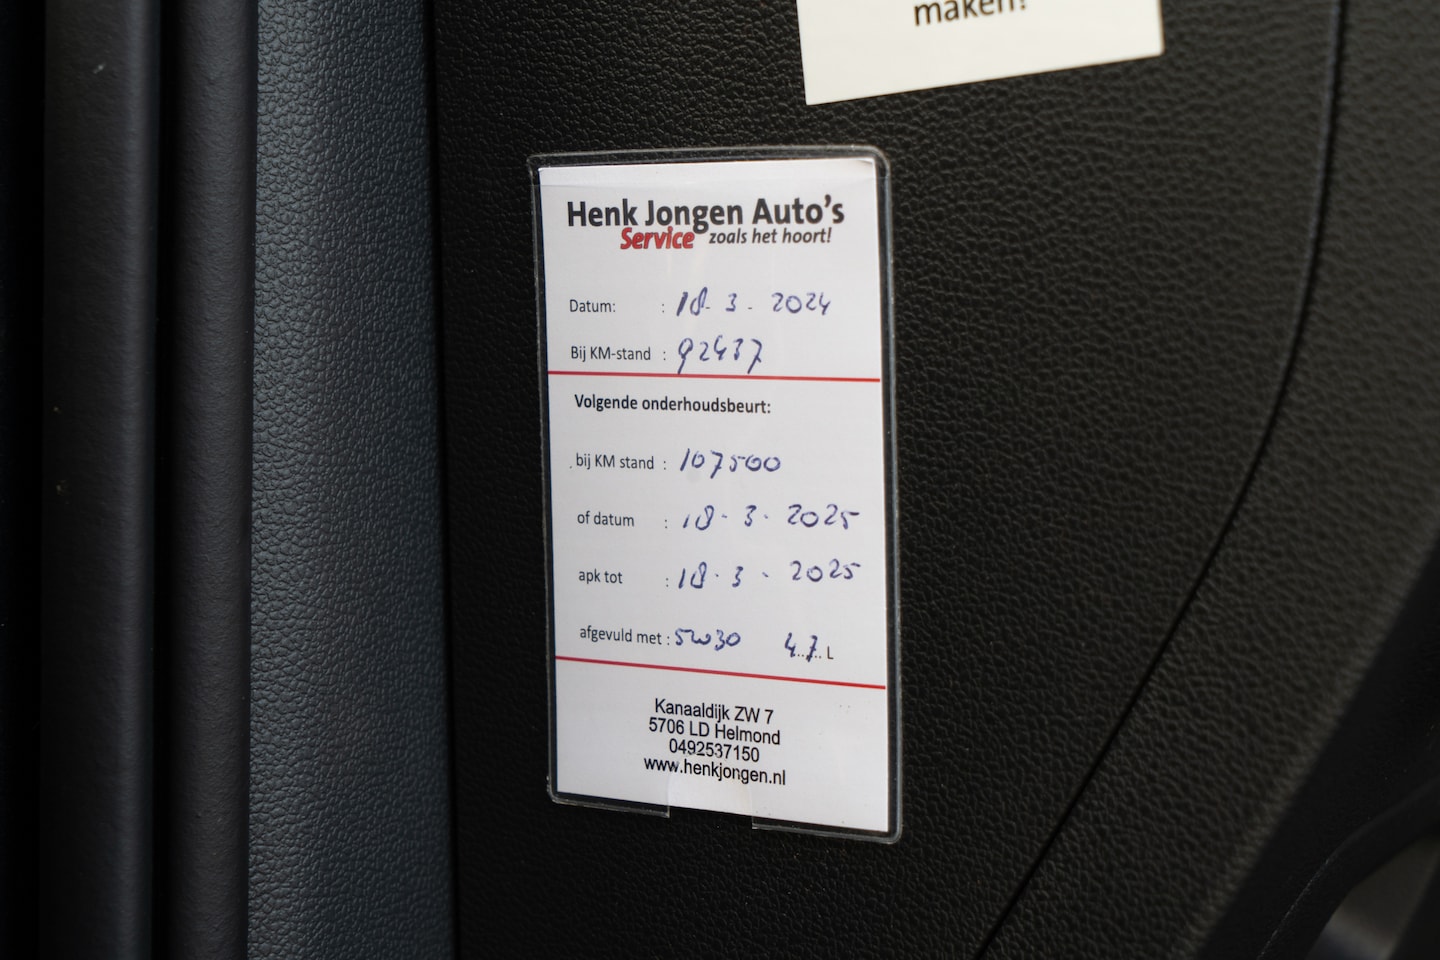 maken!
Henk Jongen Auto's
Service zoals het hoort!
Datum: : 18-3-2024
Bij KM-stand : 92437
Volgende onderhoudsbeurt:
bij KM stand : 107500
of datum : 18-3-2025
apk tot : 18-3-2025
afgevuld met : 5w30 4.7 L
Kanaaldijk ZW 7
5706 LD Helmond
0492537150
www.henkjongen.nl